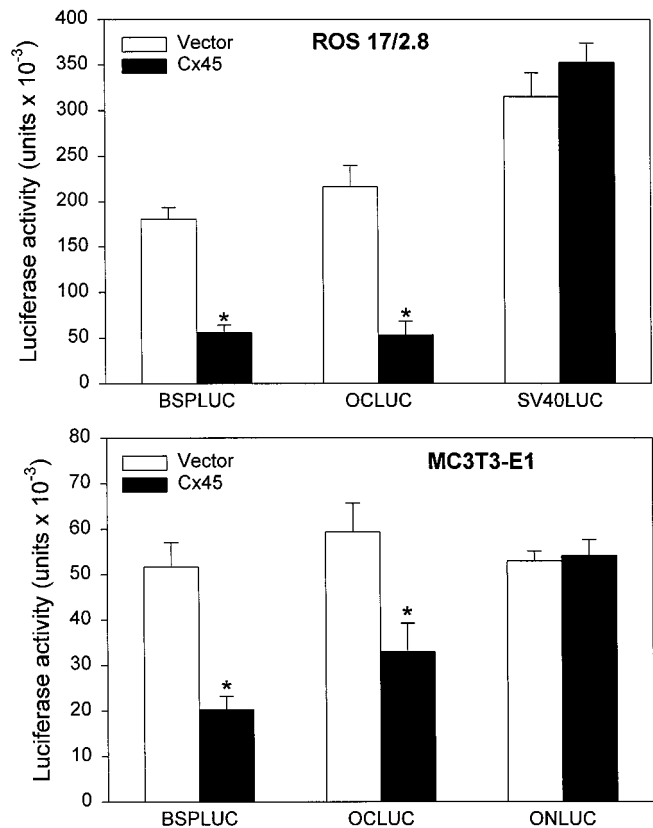 ROS 17/2.8
Vector
Cx45
Luciferase activity (units x 10⁻³)
400
350
300
250
200
150
100
50
0
*
*
BSPLUC OCLUC SV40LUC
MC3T3-E1
Vector
Cx45
Luciferase activity (units x 10⁻³)
80
70
60
50
40
30
20
10
0
*
*
BSPLUC OCLUC ONLUC